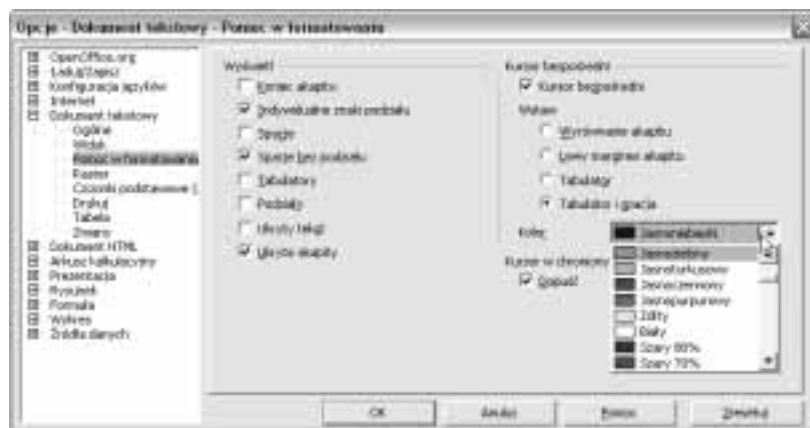 Opcje - Dokument tekstowy - Pomoc w formatowaniu
OpenOffice.org
Ładuj/Zapisz
Konfiguracja języków
Internet
Dokument tekstowy
Ogólne
Widok
Pomoc w formatowaniu
Raster
Czcionki podstawowe (
Drukuj
Tabela
Zmiany
Dokument HTML
Arkusz kalkulacyjny
Prezentacja
Rysunek
Formuła
Wykres
Źródła danych
Wyświetl
Koniec akapitu
Indywidualne znaki podziału
Spacje
Spacje bez podziału
Tabulatory
Podziały
Ukryty tekst
Ukryte akapity
Kursor bezpośredni
Kursor bezpośredni
Wstaw
Wyrównanie akapitu
Lewy margines akapitu
Tabulator
Tabulator i spacja
Kolor
Jasnoniebieski
Jasnozielony
Jasnoturkusowy
Jasnoczerwony
Jasnopurpurowy
Żółty
Biały
Szary 80%
Szary 70%
Kursor w chroniony
Dopuść
OK
Anuluj
Pomoc
Zresetuj